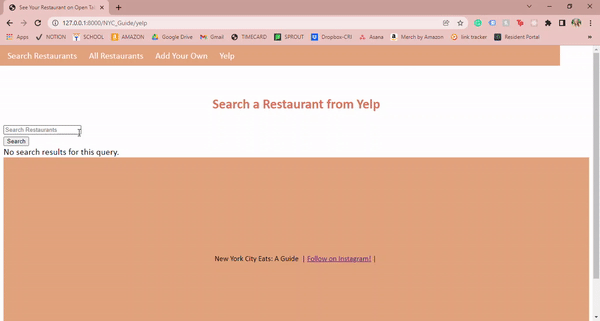 See Your Restaurant on Open Ta
127.0.0.1:8000/NYC_Guide/yelp
Apps NOTION SCHOOL AMAZON Google Drive Gmail TIMECARD SPROUT Dropbox-CRI Asana Merch by Amazon link tracker Resident Portal »
Search Restaurants All Restaurants Add Your Own Yelp
Search a Restaurant from Yelp
Search Restaurants
Search
No search results for this query.
New York City Eats: A Guide | Follow on Instagram! |